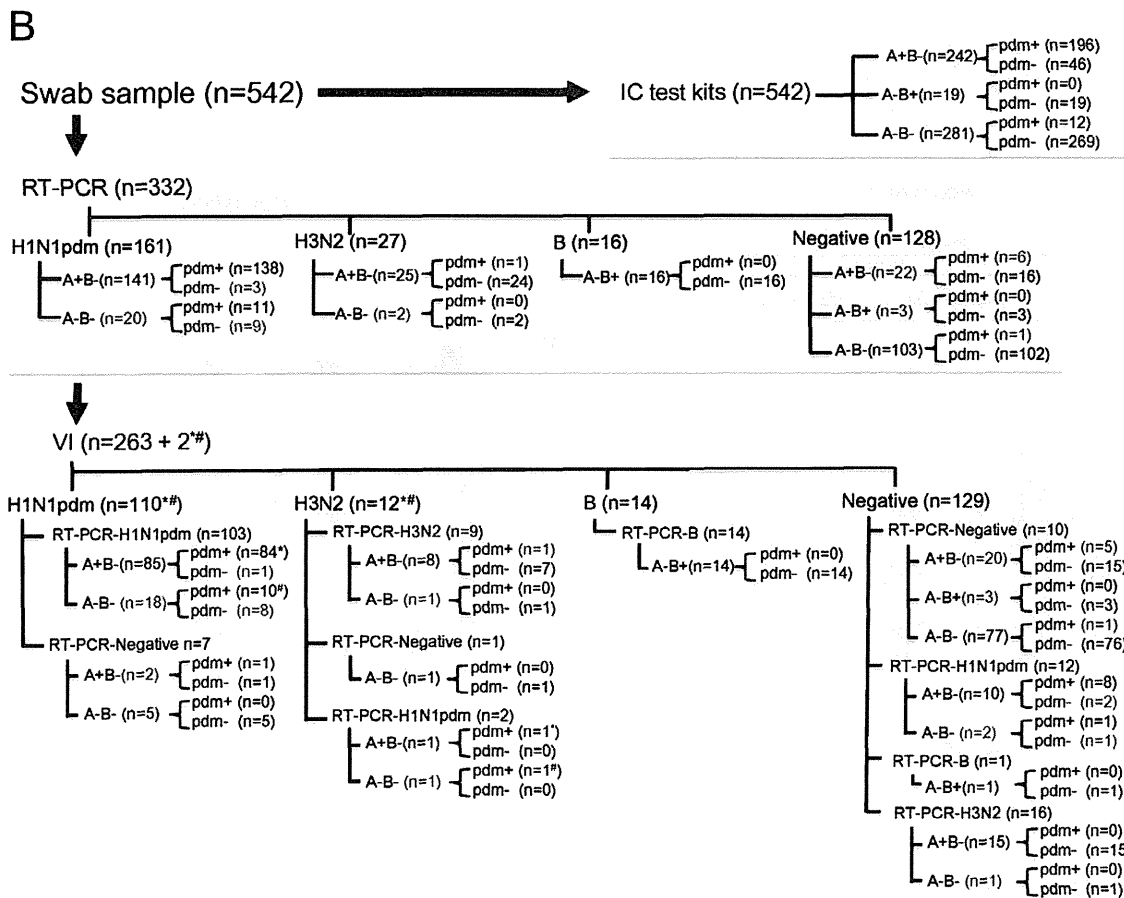 B
Swab sample (n=542)
IC test kits (n=542)
A+B-(n=242)
pdm+ (n=196)
pdm- (n=46)
A-B+(n=19)
pdm+ (n=0)
pdm- (n=19)
A-B- (n=281)
pdm+ (n=12)
pdm- (n=269)
RT-PCR (n=332)
H1N1pdm (n=161)
A+B-(n=141)
pdm+ (n=138)
pdm- (n=3)
A-B- (n=20)
pdm+ (n=11)
pdm- (n=9)
H3N2 (n=27)
A+B-(n=25)
pdm+ (n=1)
pdm- (n=24)
A-B- (n=2)
pdm+ (n=0)
pdm- (n=2)
B (n=16)
A-B+ (n=16)
pdm+ (n=0)
pdm- (n=16)
Negative (n=128)
A+B-(n=22)
pdm+ (n=6)
pdm- (n=16)
A-B+ (n=3)
pdm+ (n=0)
pdm- (n=3)
A-B-(n=103)
pdm+ (n=1)
pdm- (n=102)
VI (n=263 + 2*#)
H1N1pdm (n=110*#)
RT-PCR-H1N1pdm (n=103)
A+B-(n=85)
pdm+ (n=84*)
pdm- (n=1)
A-B- (n=18)
pdm+ (n=10#)
pdm- (n=8)
RT-PCR-Negative n=7
A+B-(n=2)
pdm+ (n=1)
pdm- (n=1)
A-B- (n=5)
pdm+ (n=0)
pdm- (n=5)
H3N2 (n=12*#)
RT-PCR-H3N2 (n=9)
A+B-(n=8)
pdm+ (n=1)
pdm- (n=7)
A-B- (n=1)
pdm+ (n=0)
pdm- (n=1)
RT-PCR-Negative (n=1)
A-B- (n=1)
pdm+ (n=0)
pdm- (n=1)
RT-PCR-H1N1pdm (n=2)
A+B-(n=1)
pdm+ (n=1*)
pdm- (n=0)
A-B- (n=1)
pdm+ (n=1#)
pdm- (n=0)
B (n=14)
RT-PCR-B (n=14)
A-B+(n=14)
pdm+ (n=0)
pdm- (n=14)
Negative (n=129)
RT-PCR-Negative (n=10)
A+B-(n=20)
pdm+ (n=5)
pdm- (n=15)
A-B+(n=3)
pdm+ (n=0)
pdm- (n=3)
A-B- (n=77)
pdm+ (n=1)
pdm- (n=76)
RT-PCR-H1N1pdm (n=12)
A+B-(n=10)
pdm+ (n=8)
pdm- (n=2)
A-B- (n=2)
pdm+ (n=1)
pdm- (n=1)
RT-PCR-B (n=1)
A-B+(n=1)
pdm+ (n=0)
pdm- (n=1)
RT-PCR-H3N2 (n=16)
A+B-(n=15)
pdm+ (n=0)
pdm- (n=15
A-B- (n=1)
pdm+ (n=0)
pdm- (n=1)